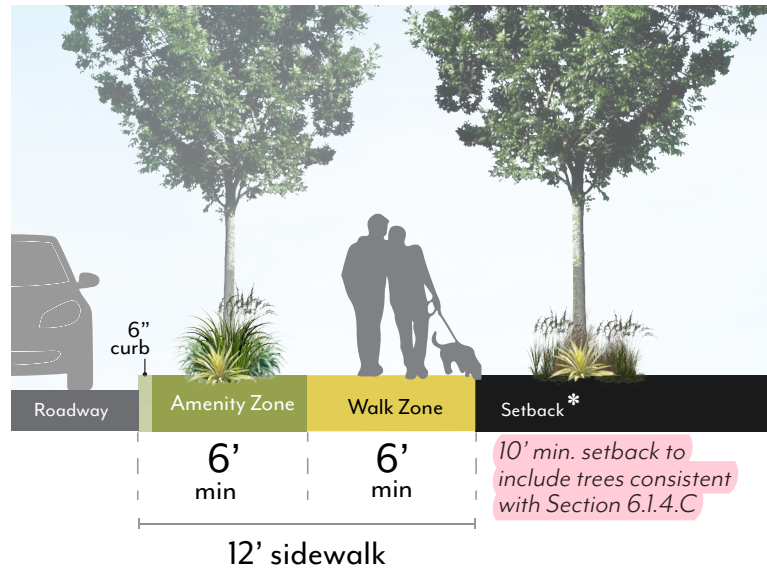 6”
curb
Roadway
Amenity Zone
Walk Zone
Setback*
6’
min
6’
min
10’ min. setback to
include trees consistent
with Section 6.1.4.C
12’ sidewalk